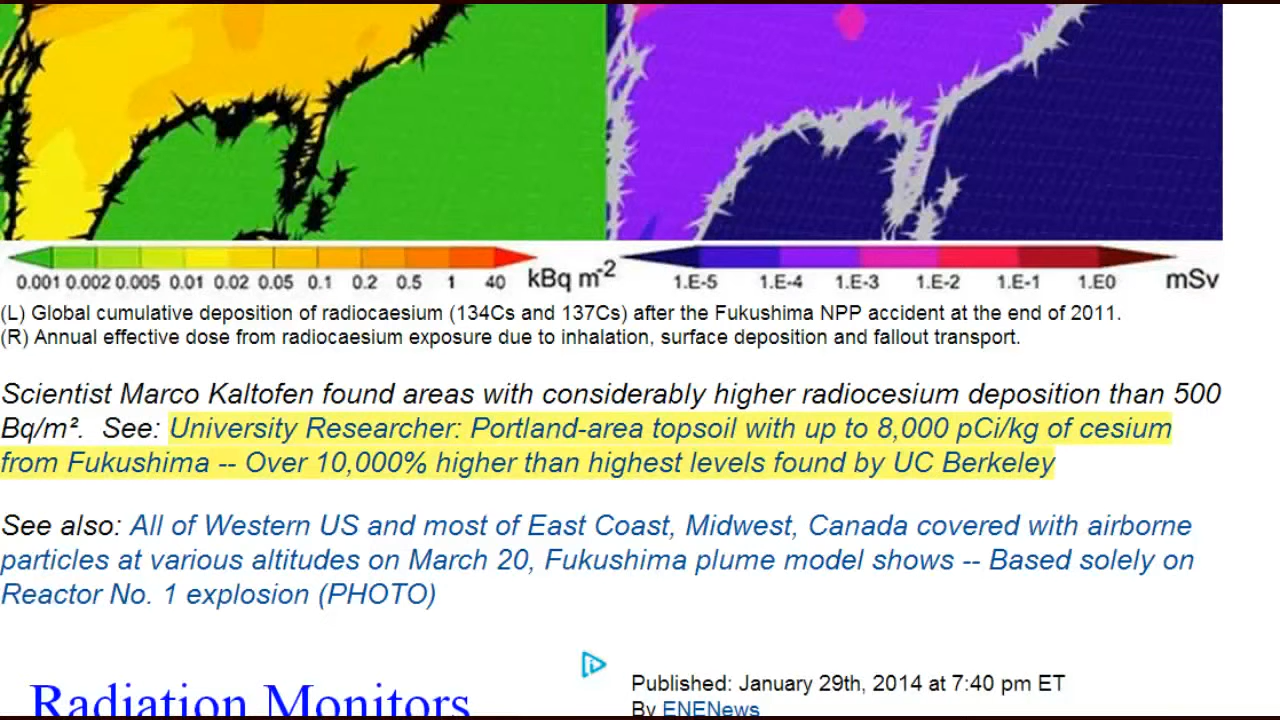 0.001 0.002 0.005 0.01 0.02 0.05 0.1 0.2 0.5 1 40 kBq m-2
1.E-5 1.E-4 1.E-3 1.E-2 1.E-1 1.E0 mSv
(L) Global cumulative deposition of radiocaesium (134Cs and 137Cs) after the Fukushima NPP accident at the end of 2011.
(R) Annual effective dose from radiocaesium exposure due to inhalation, surface deposition and fallout transport.
Scientist Marco Kaltofen found areas with considerably higher radiocesium deposition than 500
Bq/m². See: University Researcher: Portland-area topsoil with up to 8,000 pCi/kg of cesium
from Fukushima -- Over 10,000% higher than highest levels found by UC Berkeley
See also: All of Western US and most of East Coast, Midwest, Canada covered with airborne
particles at various altitudes on March 20, Fukushima plume model shows -- Based solely on
Reactor No. 1 explosion (PHOTO)
Radiation Monitors
Published: January 29th, 2014 at 7:40 pm ET
By ENENews